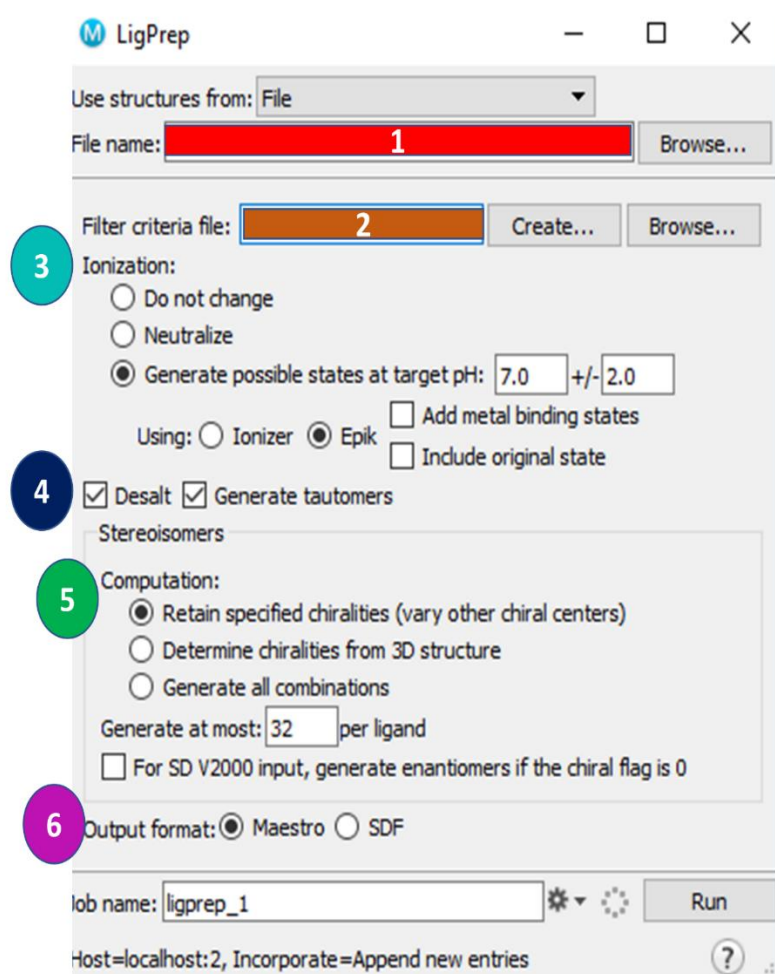 M LigPrep
Use structures from: File
File name: 1 Browse...
Filter criteria file: 2 Create... Browse...
3 Ionization:
Do not change
Neutralize
Generate possible states at target pH: 7.0 +/- 2.0
Add metal binding states
Using: Ionizer Epik
Include original state
4 Desalt Generate tautomers
Stereoisomers
5 Computation:
Retain specified chiralities (vary other chiral centers)
Determine chiralities from 3D structure
Generate all combinations
Generate at most: 32 per ligand
For SD V2000 input, generate enantiomers if the chiral flag is 0
6 Output format: Maestro SDF
Job name: ligprep_1 Run
Host=localhost:2, Incorporate=Append new entries ?